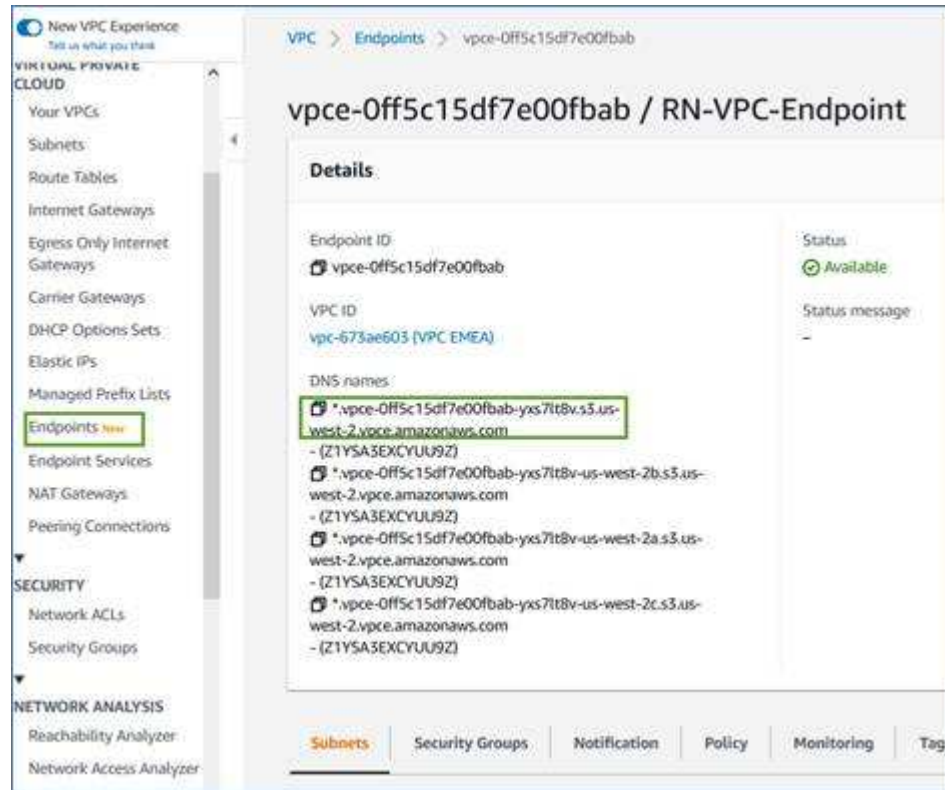 New VPC Experience
Tell us what you think
VIRTUAL PRIVATE
CLOUD
Your VPCs
Subnets
Route Tables
Internet Gateways
Egress Only Internet
Gateways
Carrier Gateways
DHCP Options Sets
Elastic IPs
Managed Prefix Lists
Endpoints New
Endpoint Services
NAT Gateways
Peering Connections
SECURITY
Network ACLs
Security Groups
NETWORK ANALYSIS
Reachability Analyzer
Network Access Analyzer
VPC > Endpoints > vpce-0ff5c15df7e00fbab
vpce-0ff5c15df7e00fbab / RN-VPC-Endpoint
Details
Endpoint ID
vpce-0ff5c15df7e00fbab
VPC ID
vpc-673ae603 (VPC EMEA)
DNS names
*.vpce-0ff5c15df7e00fbab-yxs7lt8v.s3.us-
west-2.vpce.amazonaws.com
- (Z1YSA3EXCYUU9Z)
*.vpce-0ff5c15df7e00fbab-yxs7lt8v-us-west-2b.s3.us-
west-2.vpce.amazonaws.com
- (Z1YSA3EXCYUU9Z)
*.vpce-0ff5c15df7e00fbab-yxs7lt8v-us-west-2a.s3.us-
west-2.vpce.amazonaws.com
- (Z1YSA3EXCYUU9Z)
*.vpce-0ff5c15df7e00fbab-yxs7lt8v-us-west-2c.s3.us-
west-2.vpce.amazonaws.com
- (Z1YSA3EXCYUU9Z)
Status
Available
Status message
-
Subnets Security Groups Notification Policy Monitoring Tag